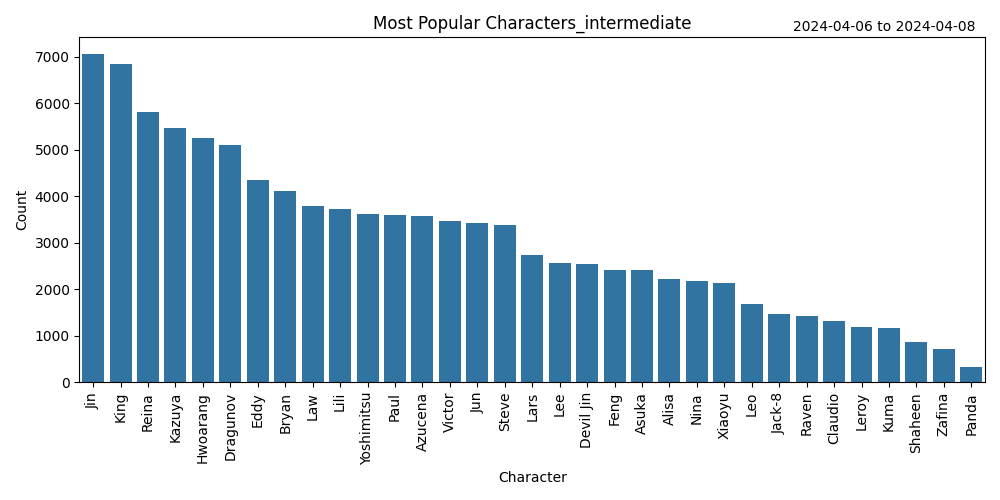 Most Popular Characters_intermediate
2024-04-06 to 2024-04-08
Count
7000
6000
5000
4000
3000
2000
1000
0
Jin
King
Reina
Kazuya
Hwoarang
Dragunov
Eddy
Bryan
Law
Lili
Yoshimitsu
Paul
Azucena
Victor
Jun
Steve
Lars
Lee
Devil Jin
Feng
Asuka
Alisa
Nina
Xiaoyu
Leo
Jack-8
Raven
Claudio
Leroy
Kuma
Shaheen
Zafina
Panda
Character